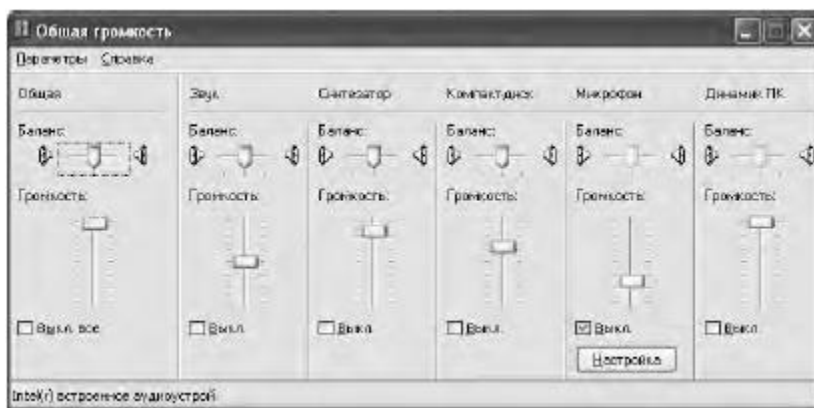 Общая громкость
Параметры Справка
Общая Звук Синтезатор Компакт-диск Микрофон Динамик ПК
Баланс: Баланс: Баланс: Баланс: Баланс: Баланс:
Громкость: Громкость: Громкость: Громкость: Громкость: Громкость:
Выкл. все Выкл. Выкл. Выкл. Выкл. Выкл.
Настройка
Intel(r) встроенное аудиоустрой